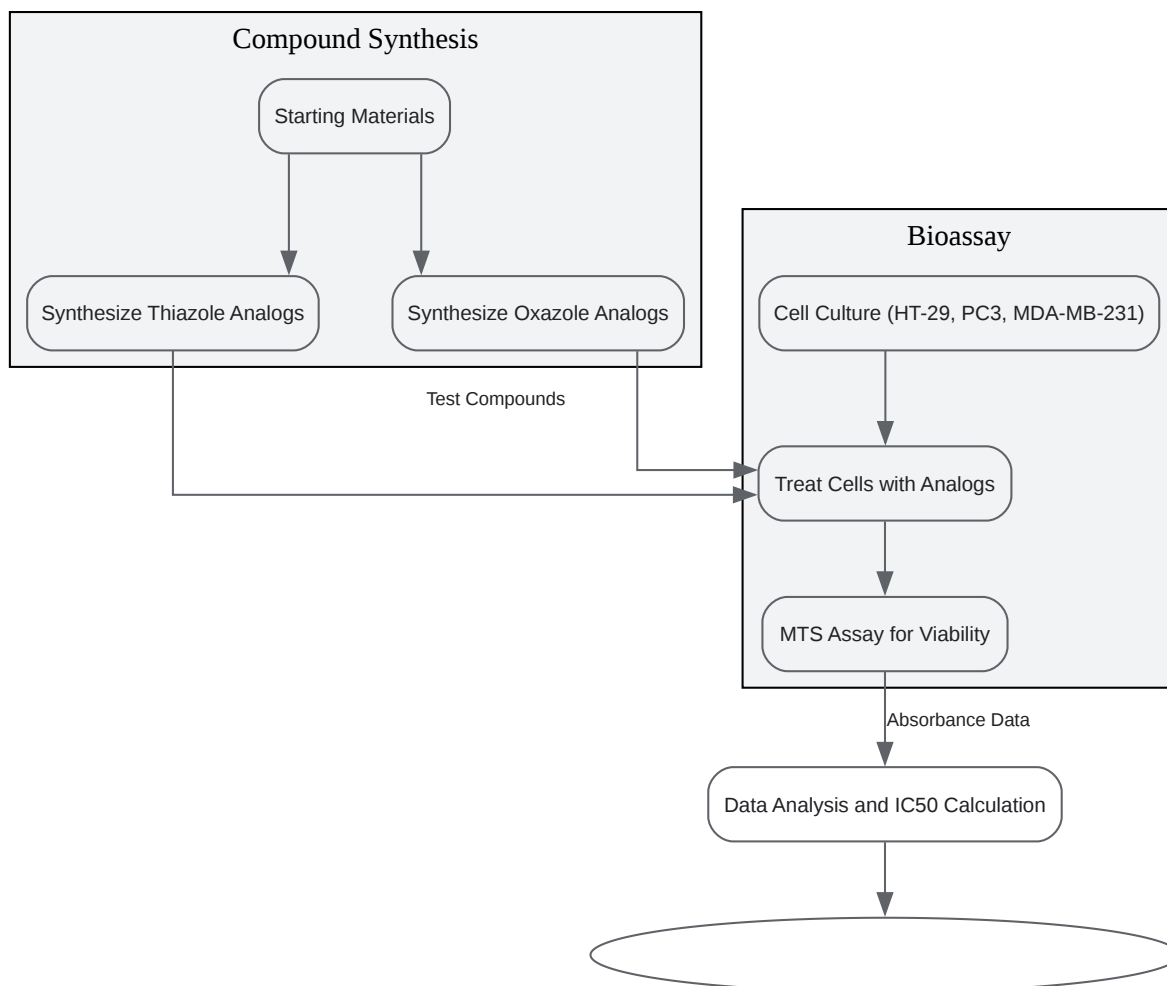 Compound Synthesis
Starting Materials
Synthesize Thiazole Analogs
Synthesize Oxazole Analogs
Test Compounds
Bioassay
Cell Culture (HT-29, PC3, MDA-MB-231)
Treat Cells with Analogs
MTS Assay for Viability
Absorbance Data
Data Analysis and IC50 Calculation